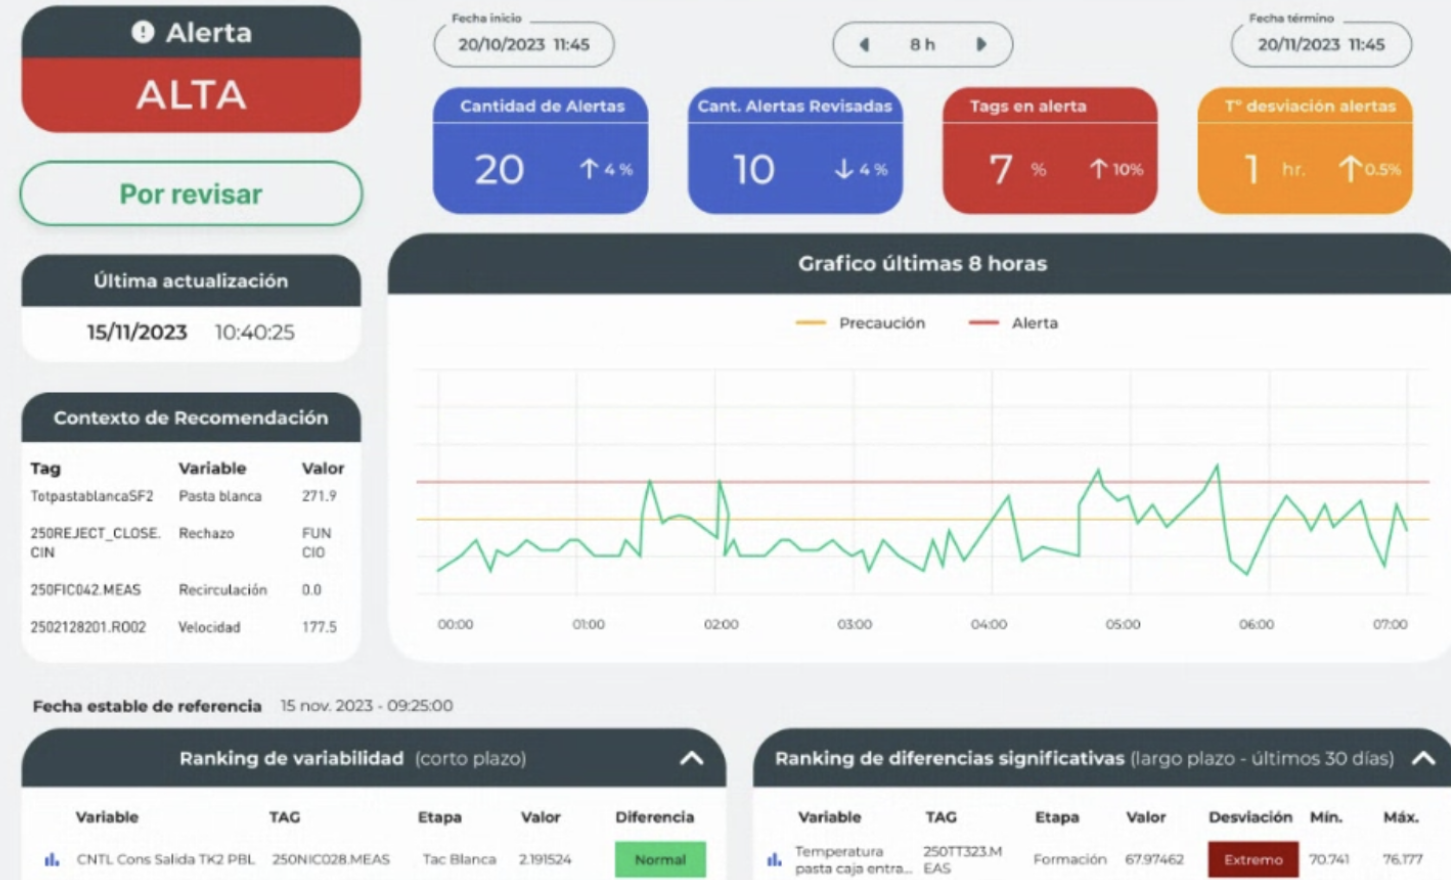 Alerta
ALTA
Por revisar
Última actualización
15/11/2023 10:40:25
Contexto de Recomendación
Tag Variable Valor
TotpastablancaSF2 Pasta blanca 271.9
250REJECT_CLOSE. Rechazo FUN
CIN CIO
250FIC042.MEAS Recirculación 0.0
2502128201.RO02 Velocidad 177.5
Fecha inicio
20/10/2023 11:45
8 h
Fecha término
20/11/2023 11:45
Cantidad de Alertas
20 ↑ 4 %
Cant. Alertas Revisadas
10 ↓ 4 %
Tags en alerta
7 % ↑ 10%
T° desviación alertas
1 hr. ↑ 0.5%
Grafico últimas 8 horas
Precaución Alerta
00:00 01:00 02:00 03:00 04:00 05:00 06:00 07:00
Fecha estable de referencia 15 nov. 2023 - 09:25:00
Ranking de variabilidad (corto plazo)
Variable TAG Etapa Valor Diferencia
CNTL Cons Salida TK2 PBL 250NIC028.MEAS Tac Blanca 2.191524 Normal
Ranking de diferencias significativas (largo plazo - últimos 30 días)
Variable TAG Etapa Valor Desviación Mín. Máx.
Temperatura 250TT323.M Formación 67.97462 Extremo 70.741 76.177
pasta caja entra... EAS